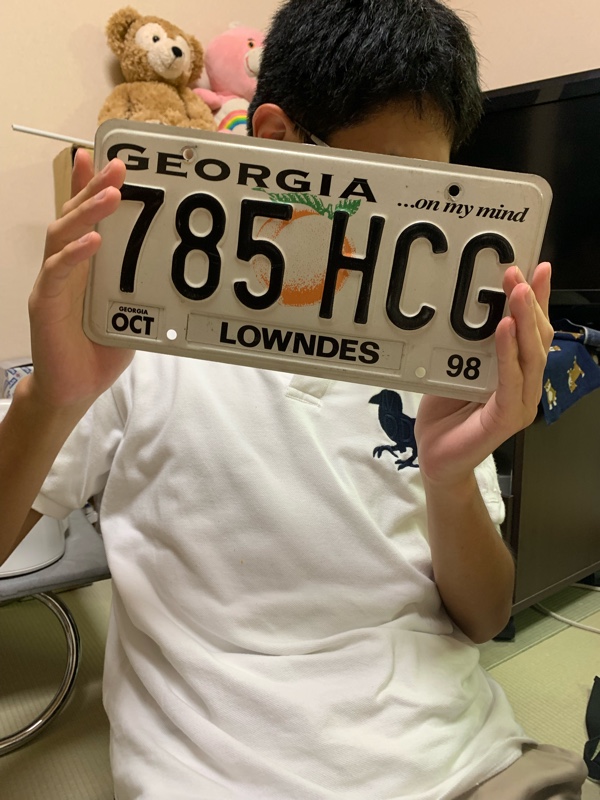 GEORGIA
...on my mind
785 HCG
GEORGIA
OCT
LOWNDES
98